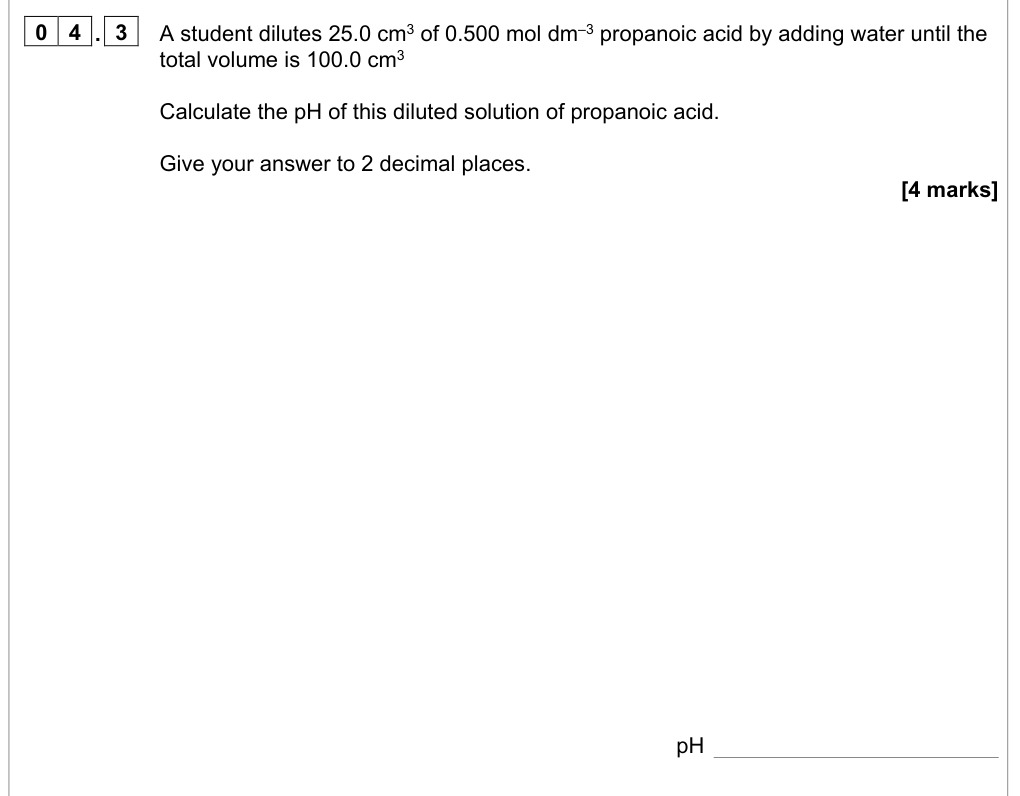 04.3 A student dilutes 25.0 cm³ of 0.500 mol dm⁻³ propanoic acid by adding water until the
total volume is 100.0 cm³
Calculate the pH of this diluted solution of propanoic acid.
Give your answer to 2 decimal places.
[4 marks]
pH